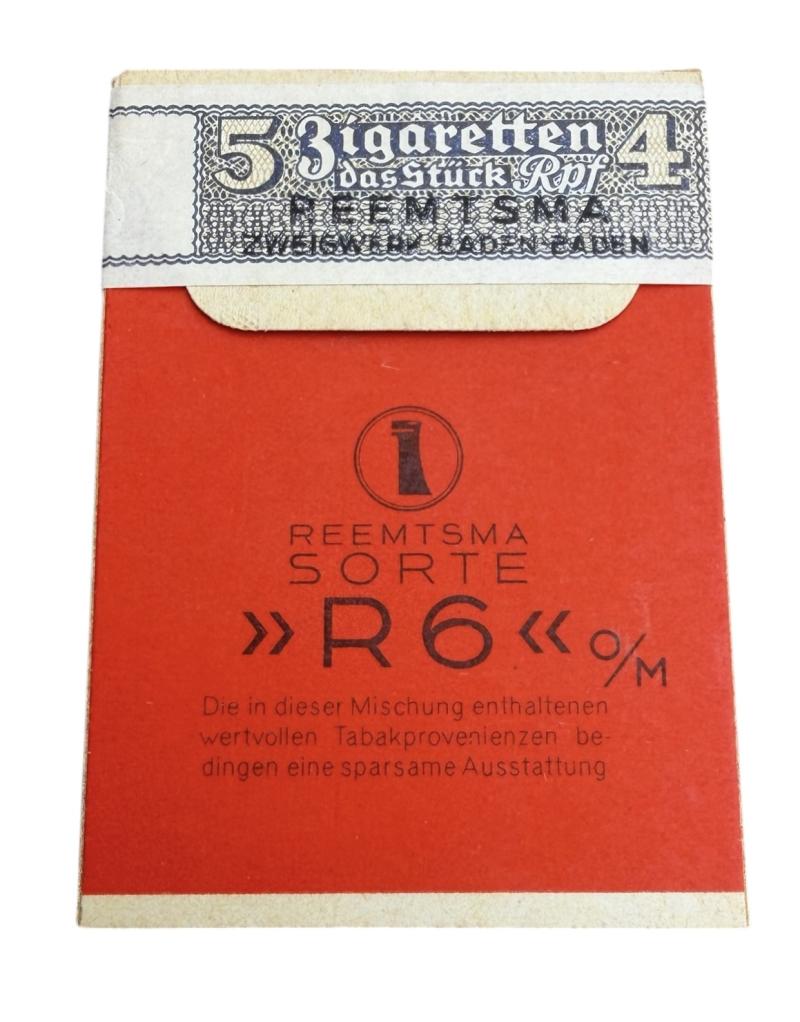 5 Zigaretten 4
das Stück Rpf
REEMTSMA
ZWEIGWERK BADEN-BADEN
REEMTSMA
SORTE
»R6« O/M
Die in dieser Mischung enthaltenen
wertvollen Tabakprovenienzen be-
dingen eine sparsame Ausstattung